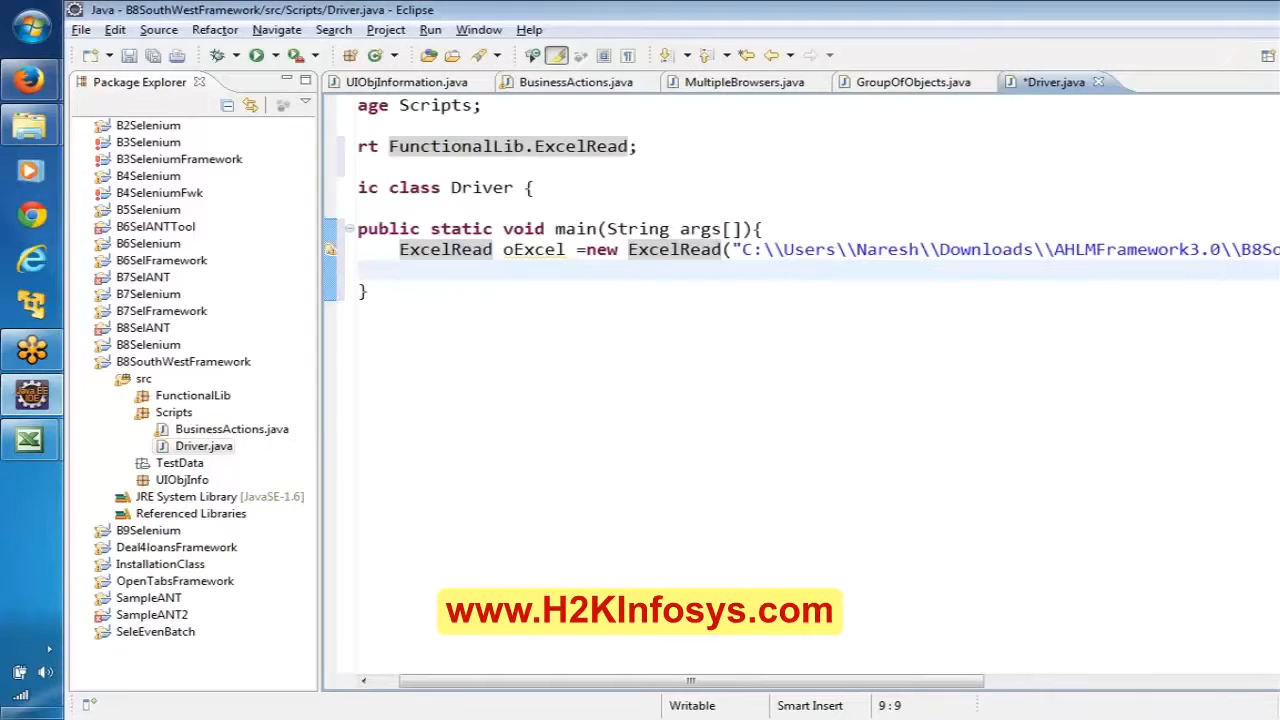 Java - B8SouthWestFramework/src/Scripts/Driver.java - Eclipse
File Edit Source Refactor Navigate Search Project Run Window Help
Package Explorer
UIObjInformation.java BusinessActions.java MultipleBrowsers.java GroupOfObjects.java *Driver.java
B2Selenium
B3Selenium
B3SeleniumFramework
B4Selenium
B4SeleniumFwk
B5Selenium
B6SelANTTool
B6Selenium
B6SelFramework
B7SelANT
B7Selenium
B7SelFramework
B8SelANT
B8Selenium
B8SouthWestFramework
src
FunctionalLib
Scripts
BusinessActions.java
Driver.java
TestData
UIObjInfo
JRE System Library [JavaSE-1.6]
Referenced Libraries
B9Selenium
Deal4loansFramework
InstallationClass
OpenTabsFramework
SampleANT
SampleANT2
SeleEvenBatch
age Scripts;
rt FunctionalLib.ExcelRead;
ic class Driver {
public static void main(String args[]){
ExcelRead oExcel =new ExcelRead("C:\\Users\\Naresh\\Downloads\\AHLMFramework3.0\\B8So
}
www.H2KInfosys.com
Writable Smart Insert 9 : 9